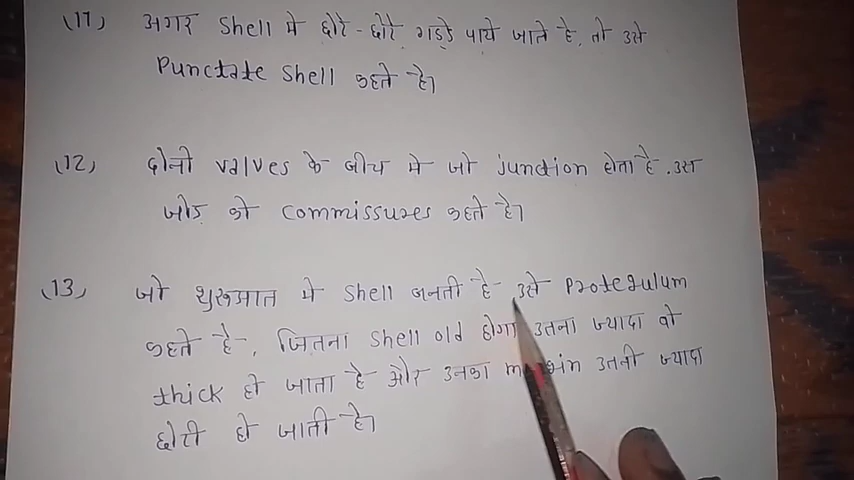 (11) अगर Shell मे छोटे-छोटे गड्डे पाये जाते है, तो उसे
Punctate Shell कहते है।
(12) दोनो valves के बीच मे जो junction होता है. उस
जोड को commissures कहते है।
(13) जो शुरूआत मे Shell बनती है उसे Protegulum
कहते है, जितना Shell old होगा उतना ज्यादा वो
thick हो जाता है और उनका उतनी ज्यादा
छोटी हो जाती है।